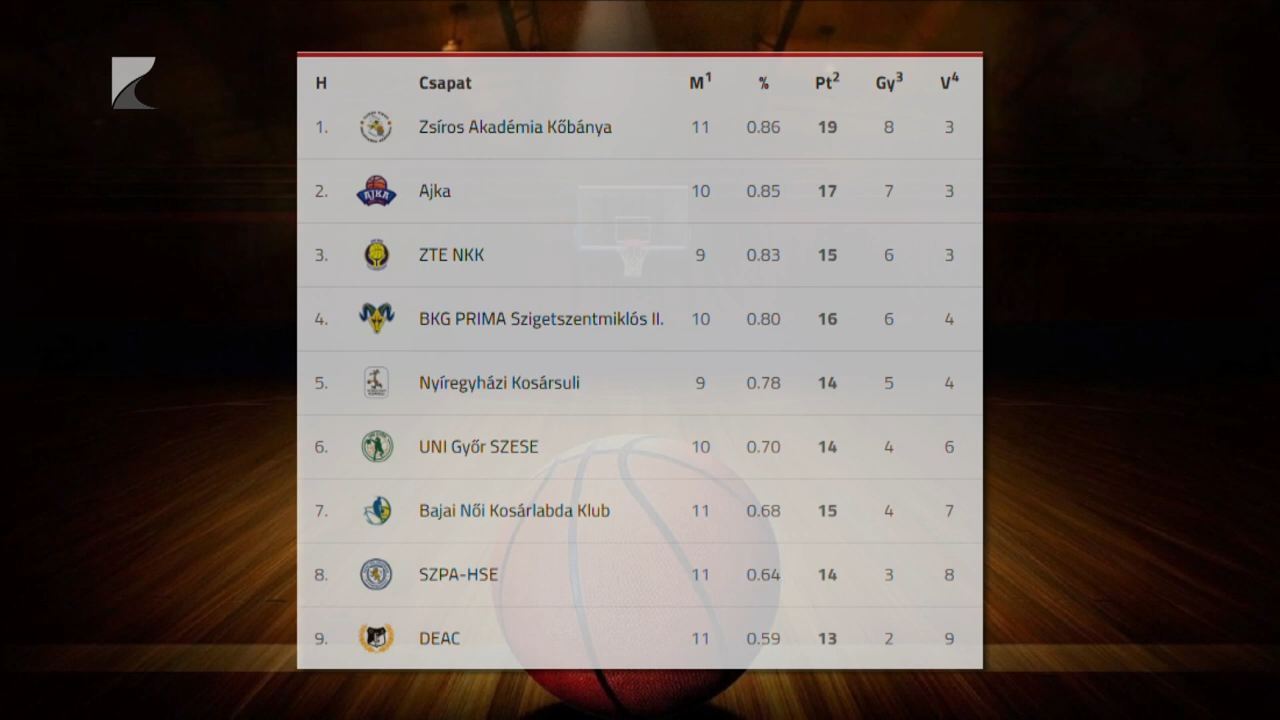 H Csapat M¹ % Pt² Gy³ V⁴
1. Zsíros Akadémia Kőbánya 11 0.86 19 8 3
2. AJKA Ajka 10 0.85 17 7 3
3. ZTE NKK 9 0.83 15 6 3
4. BKG PRIMA Szigetszentmiklós II. 10 0.80 16 6 4
5. Nyíregyházi Kosársuli 9 0.78 14 5 4
6. UNI Győr SZESE 10 0.70 14 4 6
7. Bajai Női Kosárlabda Klub 11 0.68 15 4 7
8. SZPA-HSE 11 0.64 14 3 8
9. DEAC 11 0.59 13 2 9